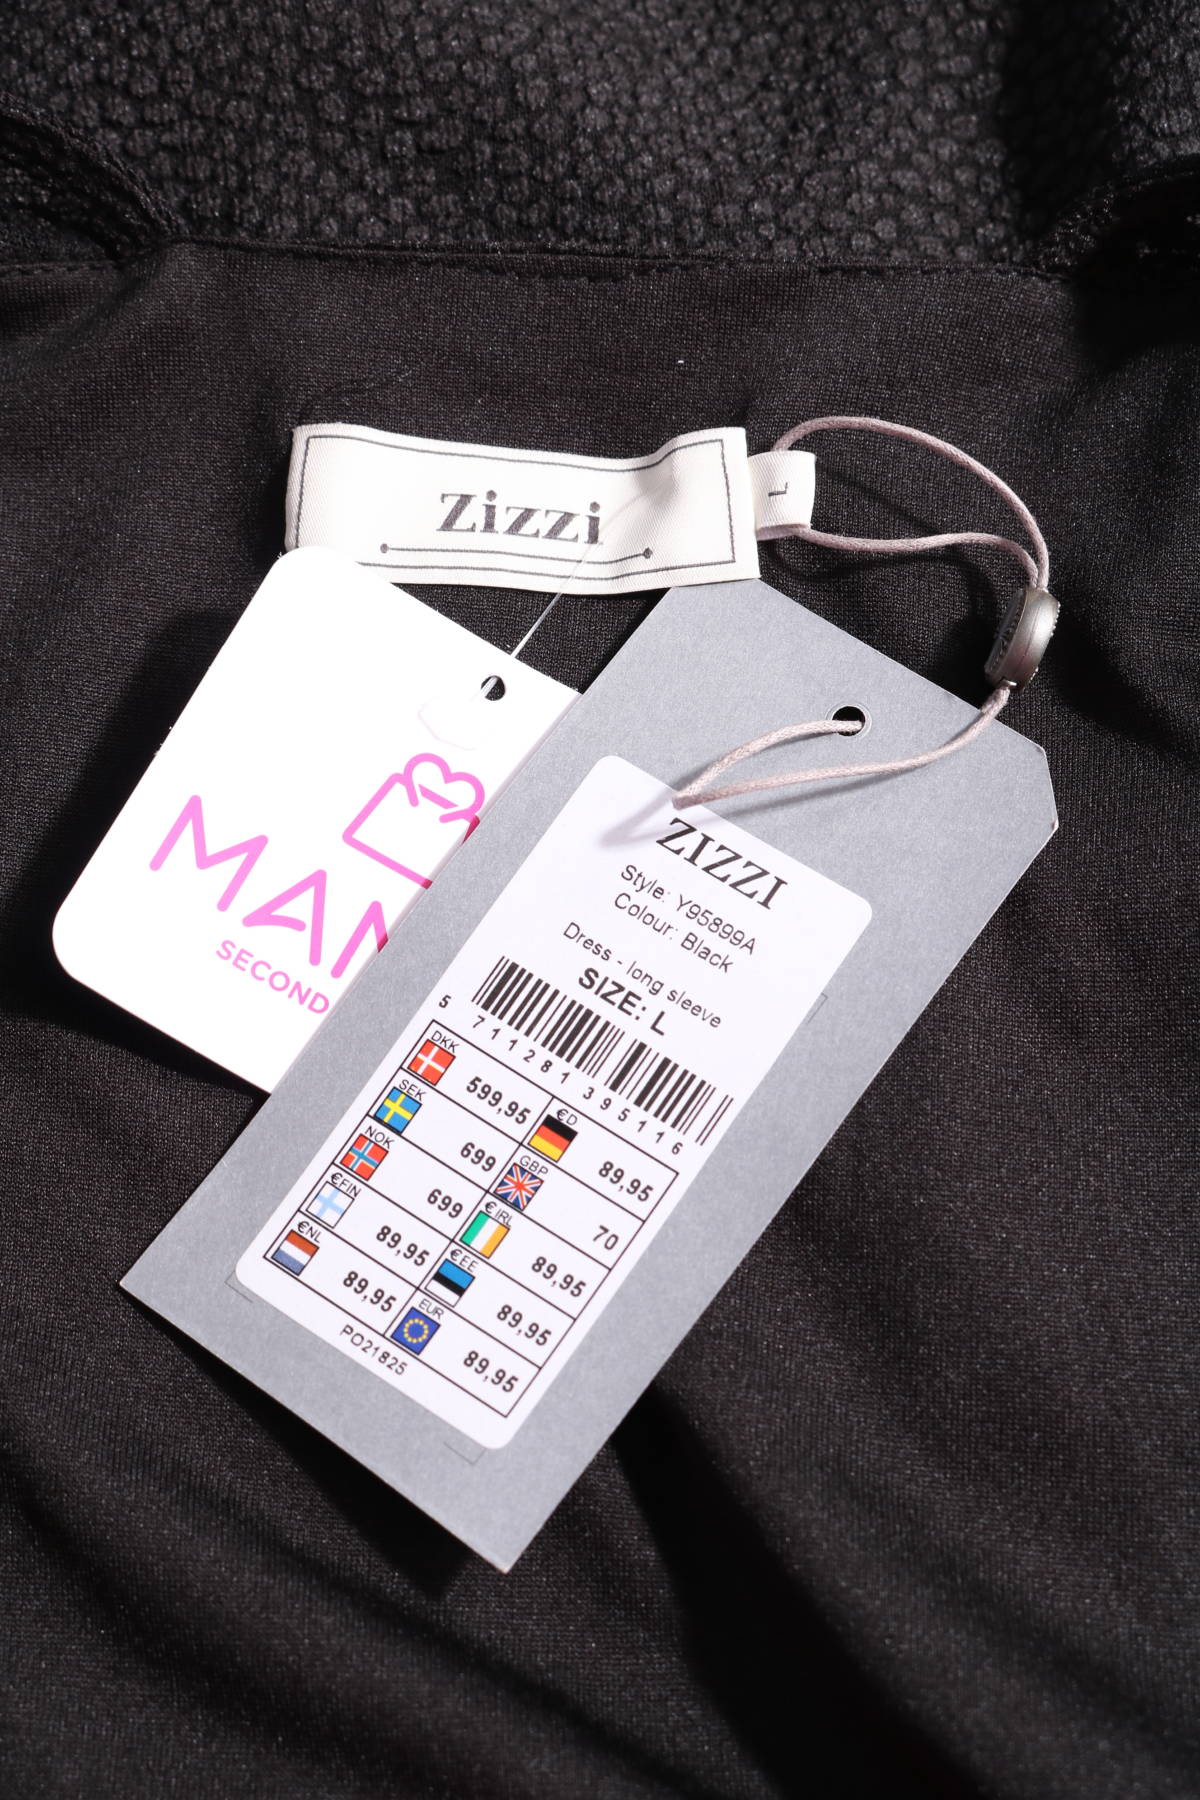 Zizzi
L
MAN
SECOND
ZIZZI
Style: Y95899A
Colour: Black
Dress - long sleeve
SIZE: L
5 711281 395116
DKK 599,95
€D 89,95
SEK 699
GBP 70
NOK 699
€IRL 89,95
€FIN 89,95
€EE 89,95
€NL 89,95
EUR 89,95
PO21825